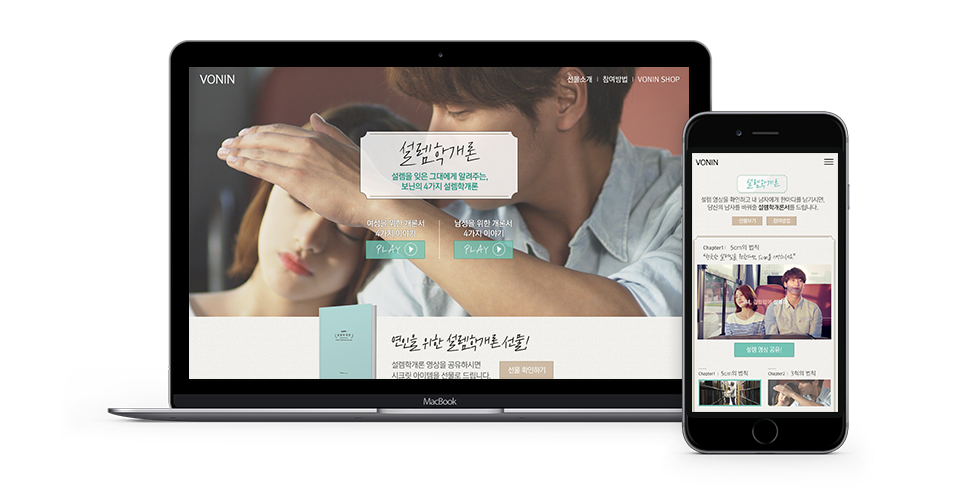 VONIN
선물소개 | 참여방법 | VONIN SHOP
설렘학개론
설렘을 잊은 그대에게 알려주는,
보닌의 4가지 설렘학개론
여성을 위한 개론서
4가지 이야기
PLAY
남성을 위한 개론서
4가지 이야기
PLAY
연인을 위한 설렘학개론 선물!
설렘학개론 영상을 공유하시면
시크릿 아이템을 선물로 드립니다.
선물 확인하기
MacBook
VONIN
설렘학개론
설렘 영상을 확인하고 내 남자에게 한마디를 남기시면,
당신의 남자를 바꿔줄 설렘학개론서를 드립니다.
선물보기
참여방법
Chapter1 | 5cm의 법칙
설렘 영상 공유!
Chapter1 | 5cm의 법칙
Chapter2 | 3척의 법칙